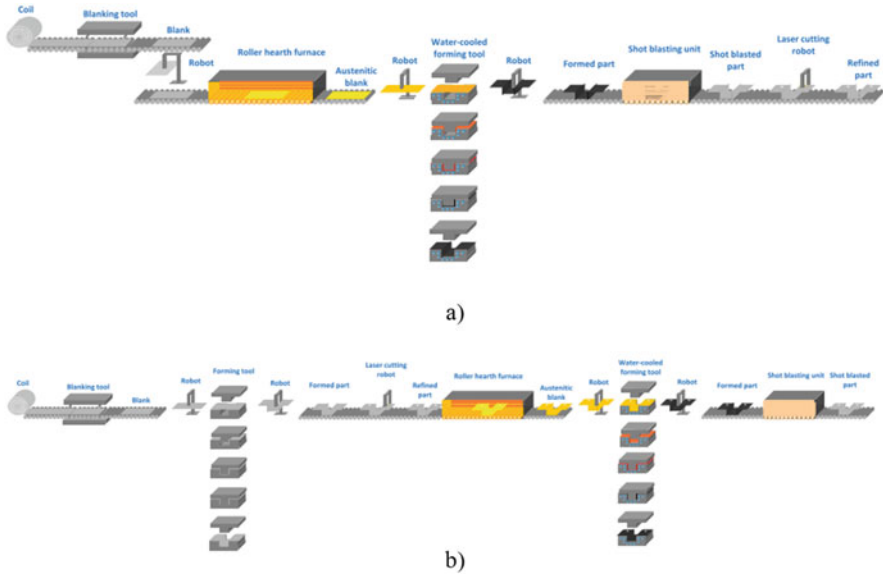 Coil
Blanking tool
Blank
Robot
Roller hearth furnace
Austenitic
blank
Robot
Water-cooled
forming tool
Robot
Formed part
Shot blasting unit
Shot blasted
part
Laser cutting
robot
Refined
part
a)
Coil
Blanking tool
Blank
Robot
Forming tool
Robot
Formed part
Laser cutting
robot
Refined
part
Roller hearth furnace
Austenitic
blank
Robot
Water-cooled
forming tool
Robot
Formed part
Shot blasting unit
Shot blasted
part
b)